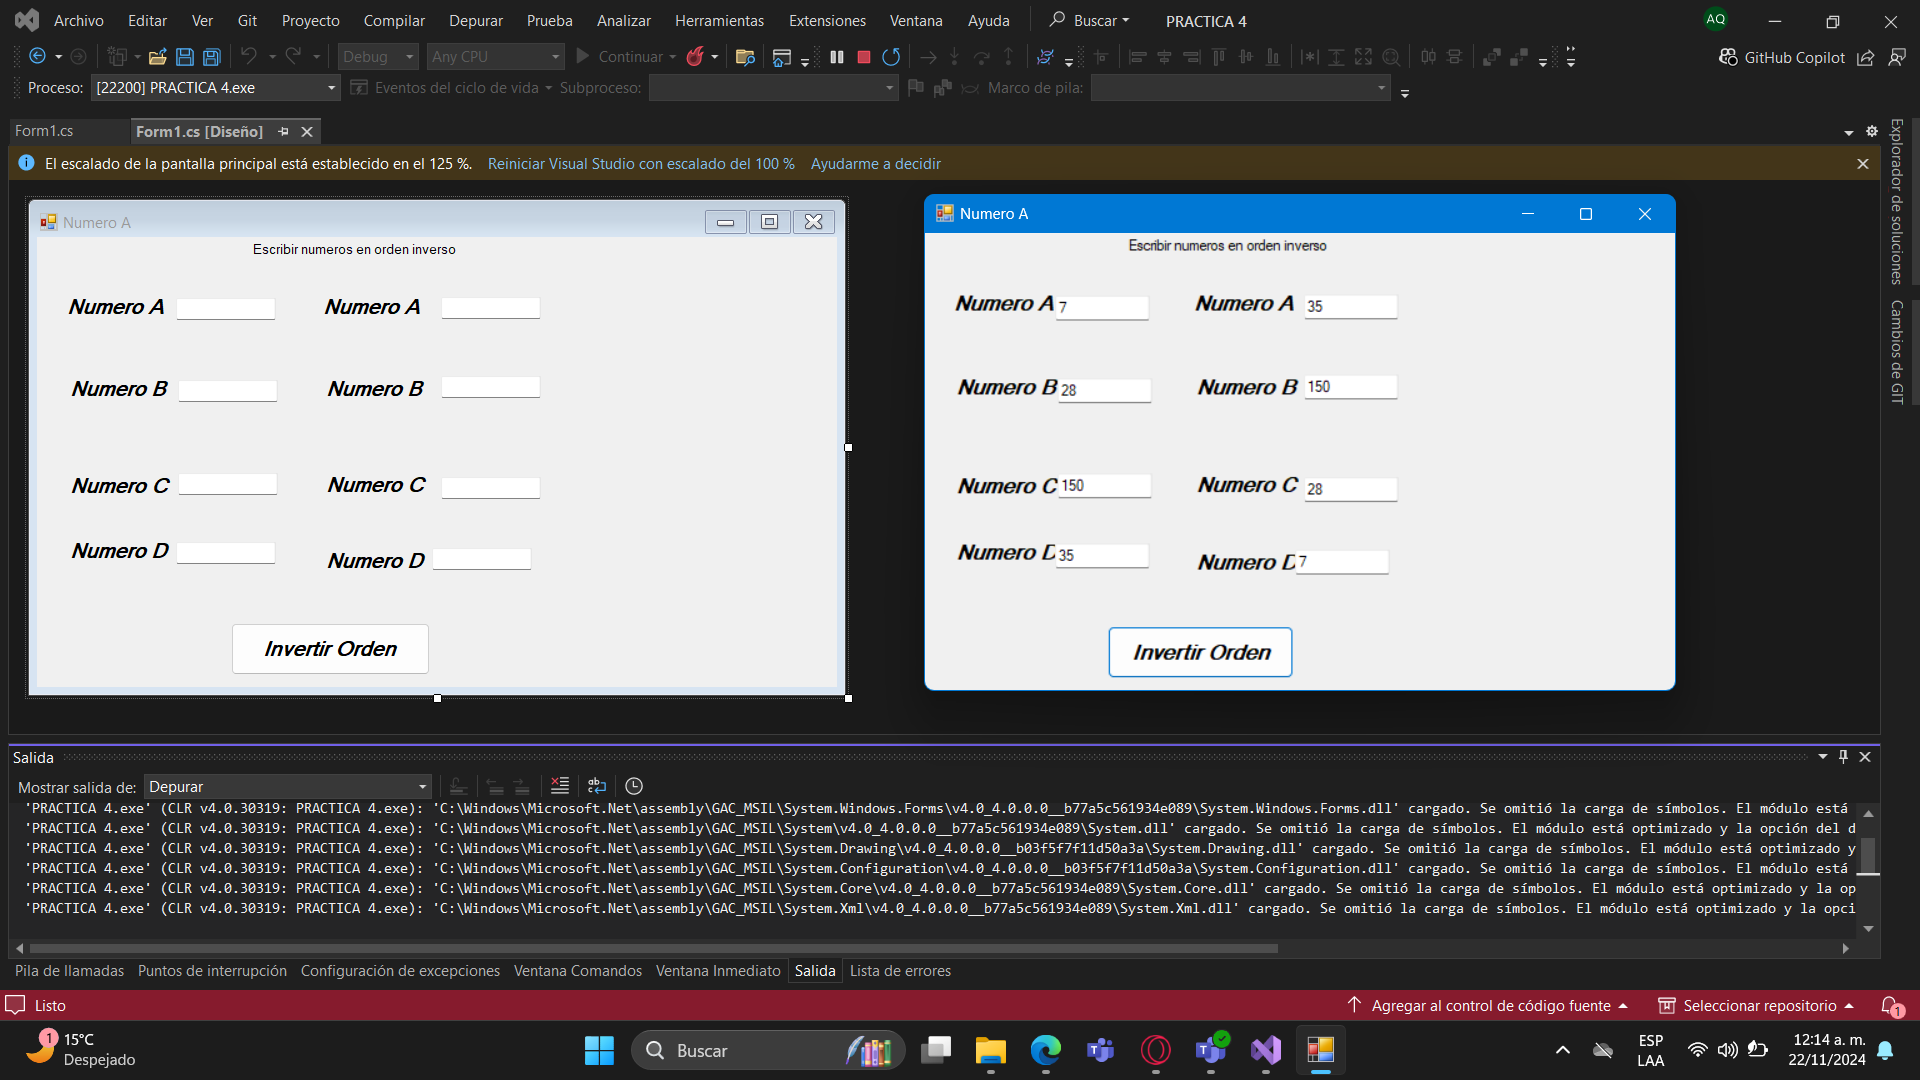 Archivo Editar Ver Git Proyecto Compilar Depurar Prueba Analizar Herramientas Extensiones Ventana Ayuda Buscar PRACTICA 4 AQ
Debug Any CPU Continuar GitHub Copilot
Proceso: [22200] PRACTICA 4.exe Eventos del ciclo de vida Subproceso: Marco de pila:
Form1.cs Form1.cs [Diseño]
El escalado de la pantalla principal está establecido en el 125 %. Reiniciar Visual Studio con escalado del 100 % Ayudarme a decidir
Explorador de soluciones
Cambios de GIT
Numero A
Escribir numeros en orden inverso
Numero A Numero A
Numero B Numero B
Numero C Numero C
Numero D Numero D
Invertir Orden
Numero A
Escribir numeros en orden inverso
Numero A 7 Numero A 35
Numero B 28 Numero B 150
Numero C 150 Numero C 28
Numero D 35 Numero D 7
Invertir Orden
Salida
Mostrar salida de: Depurar
'PRACTICA 4.exe' (CLR v4.0.30319: PRACTICA 4.exe): 'C:\Windows\Microsoft.Net\assembly\GAC_MSIL\System.Windows.Forms\v4.0_4.0.0.0__b77a5c561934e089\System.Windows.Forms.dll' cargado. Se omitió la carga de símbolos. El módulo está
'PRACTICA 4.exe' (CLR v4.0.30319: PRACTICA 4.exe): 'C:\Windows\Microsoft.Net\assembly\GAC_MSIL\System\v4.0_4.0.0.0__b77a5c561934e089\System.dll' cargado. Se omitió la carga de símbolos. El módulo está optimizado y la opción del d
'PRACTICA 4.exe' (CLR v4.0.30319: PRACTICA 4.exe): 'C:\Windows\Microsoft.Net\assembly\GAC_MSIL\System.Drawing\v4.0_4.0.0.0__b03f5f7f11d50a3a\System.Drawing.dll' cargado. Se omitió la carga de símbolos. El módulo está optimizado y
'PRACTICA 4.exe' (CLR v4.0.30319: PRACTICA 4.exe): 'C:\Windows\Microsoft.Net\assembly\GAC_MSIL\System.Configuration\v4.0_4.0.0.0__b03f5f7f11d50a3a\System.Configuration.dll' cargado. Se omitió la carga de símbolos. El módulo está
'PRACTICA 4.exe' (CLR v4.0.30319: PRACTICA 4.exe): 'C:\Windows\Microsoft.Net\assembly\GAC_MSIL\System.Core\v4.0_4.0.0.0__b77a5c561934e089\System.Core.dll' cargado. Se omitió la carga de símbolos. El módulo está optimizado y la op
'PRACTICA 4.exe' (CLR v4.0.30319: PRACTICA 4.exe): 'C:\Windows\Microsoft.Net\assembly\GAC_MSIL\System.Xml\v4.0_4.0.0.0__b77a5c561934e089\System.Xml.dll' cargado. Se omitió la carga de símbolos. El módulo está optimizado y la opci
Pila de llamadas Puntos de interrupción Configuración de excepciones Ventana Comandos Ventana Inmediato Salida Lista de errores
Listo Agregar al control de código fuente Seleccionar repositorio 1
1 15°C Buscar ESP 12:14 a. m.
Despejado LAA 22/11/2024